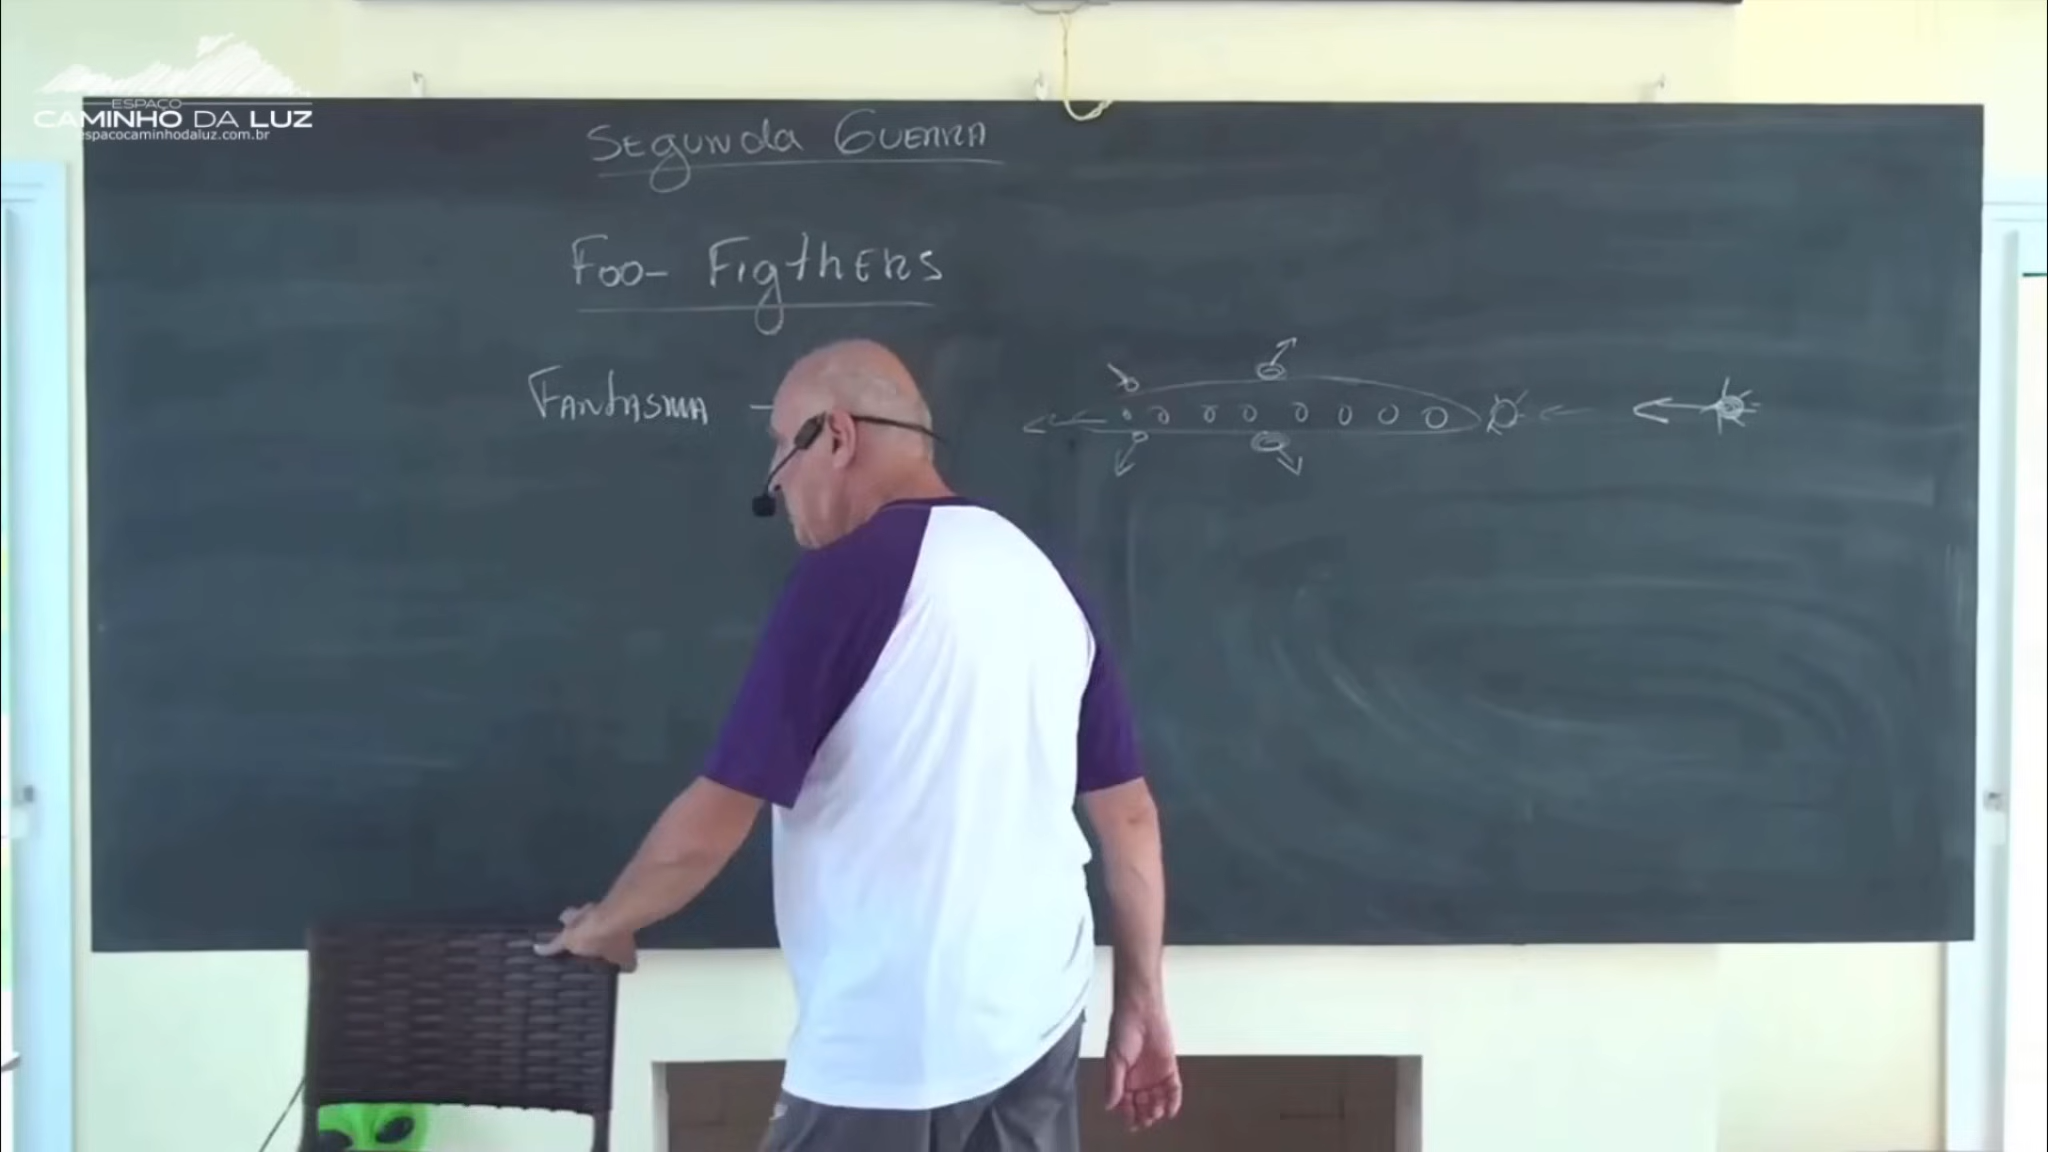 ESPAÇO
CAMINHO DA LUZ
espacocaminhodaluz.com.br
Segunda Guerra
Foo- Figthers
Fantasma -